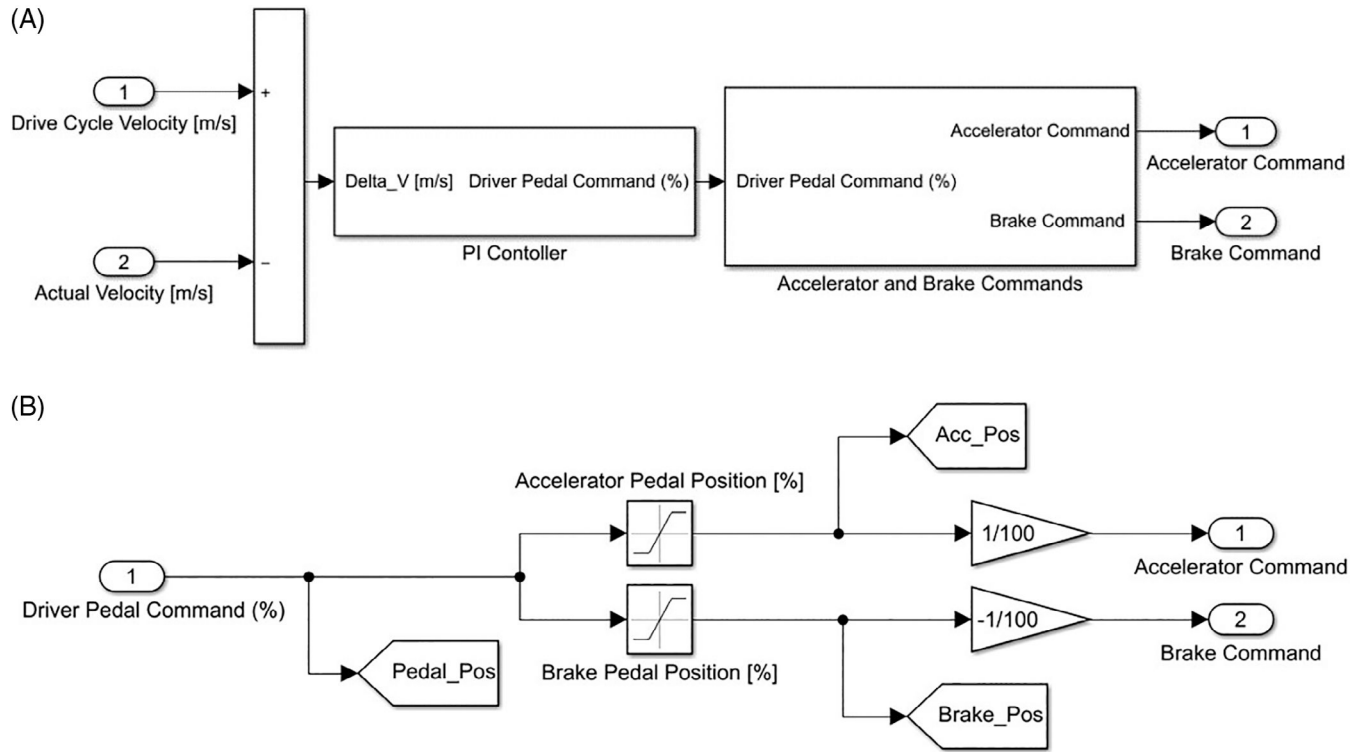 (A)
1
Drive Cycle Velocity [m/s]
+
2
Actual Velocity [m/s]
−
Delta_V [m/s] Driver Pedal Command (%)
PI Contoller
Driver Pedal Command (%)
Accelerator Command
Brake Command
Accelerator and Brake Commands
1
Accelerator Command
2
Brake Command
(B)
1
Driver Pedal Command (%)
Pedal_Pos
Accelerator Pedal Position [%]
Brake Pedal Position [%]
Acc_Pos
1/100
1
Accelerator Command
-1/100
2
Brake Command
Brake_Pos